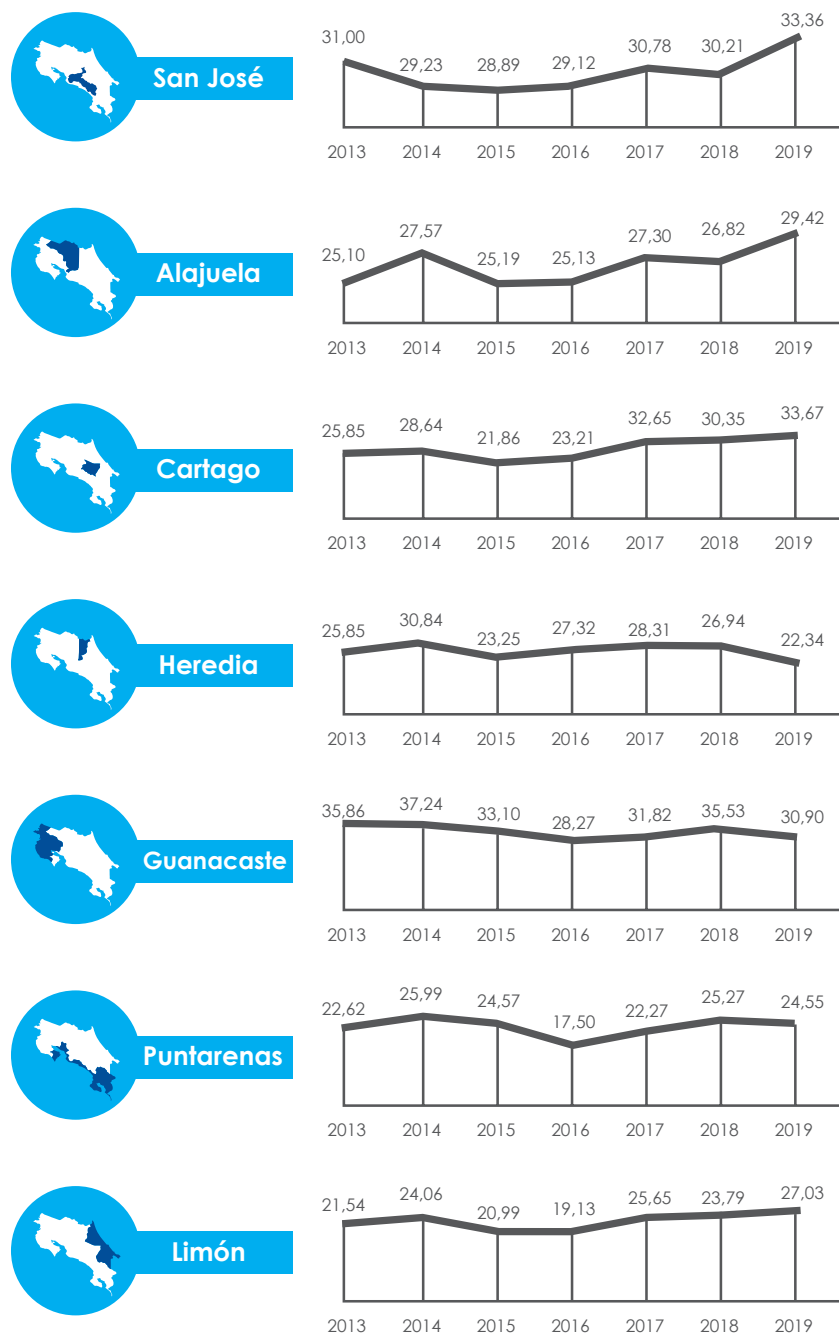 San José
31,00 29,23 28,89 29,12 30,78 30,21 33,36
2013 2014 2015 2016 2017 2018 2019
Alajuela
25,10 27,57 25,19 25,13 27,30 26,82 29,42
2013 2014 2015 2016 2017 2018 2019
Cartago
25,85 28,64 21,86 23,21 32,65 30,35 33,67
2013 2014 2015 2016 2017 2018 2019
Heredia
25,85 30,84 23,25 27,32 28,31 26,94 22,34
2013 2014 2015 2016 2017 2018 2019
Guanacaste
35,86 37,24 33,10 28,27 31,82 35,53 30,90
2013 2014 2015 2016 2017 2018 2019
Puntarenas
22,62 25,99 24,57 17,50 22,27 25,27 24,55
2013 2014 2015 2016 2017 2018 2019
Limón
21,54 24,06 20,99 19,13 25,65 23,79 27,03
2013 2014 2015 2016 2017 2018 2019